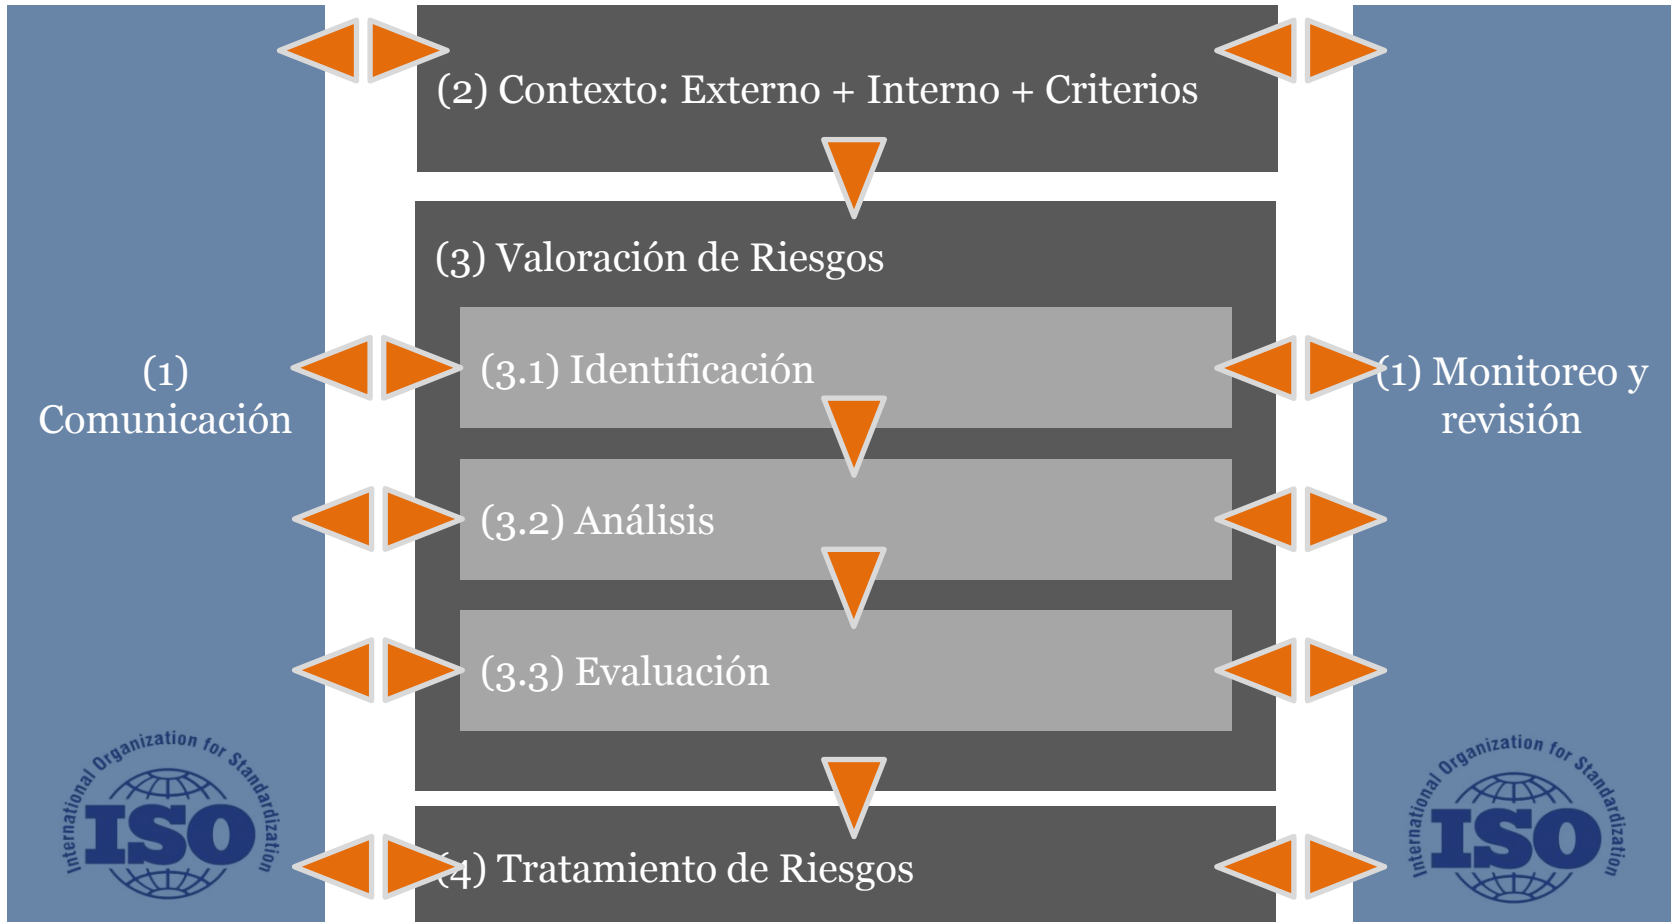 (2) Contexto: Externo + Interno + Criterios
(3) Valoración de Riesgos
(3.1) Identificación
(3.2) Análisis
(3.3) Evaluación
(4) Tratamiento de Riesgos
(1)
Comunicación
(1) Monitoreo y
revisión
International Organization for Standardization
ISO
International Organization for Standardization
ISO